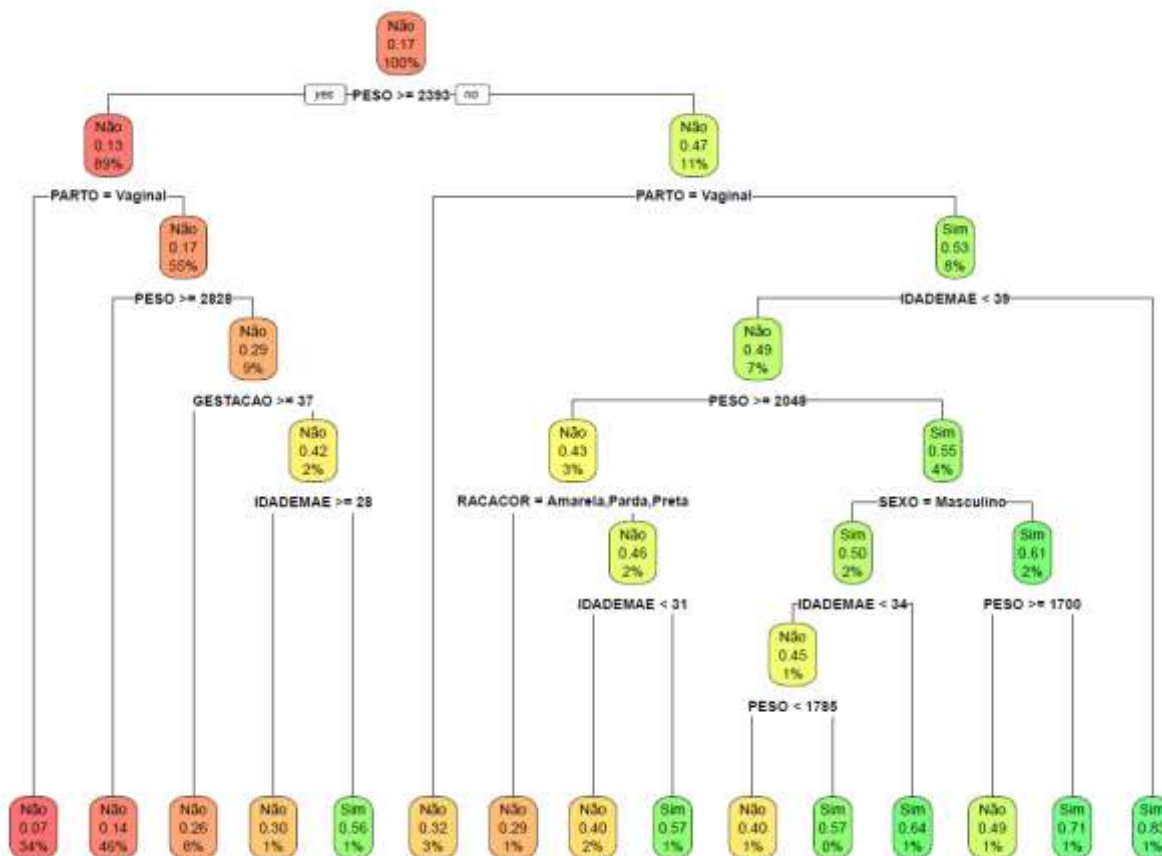 Não
0.17
100%
yes PESO >= 2393 no
Não
0.13
89%
Não
0.47
11%
PARTO = Vaginal
PARTO = Vaginal
Não
0.17
55%
Sim
0.53
8%
PESO >= 2828
IDADEMAE < 39
Não
0.29
9%
Não
0.49
7%
GESTACAO >= 37
PESO >= 2048
Não
0.42
2%
Não
0.43
3%
Sim
0.55
4%
IDADEMAE >= 28
RACACOR = Amarela,Parda,Preta
SEXO = Masculino
Não
0.46
2%
Sim
0.50
2%
Sim
0.61
2%
IDADEMAE < 31
IDADEMAE < 34
PESO >= 1700
Não
0.45
1%
PESO < 1785
Não
0.07
34%
Não
0.14
46%
Não
0.26
8%
Não
0.30
1%
Sim
0.56
1%
Não
0.32
3%
Não
0.29
1%
Não
0.40
2%
Sim
0.57
1%
Não
0.40
1%
Sim
0.57
0%
Sim
0.64
1%
Não
0.49
1%
Sim
0.71
1%
Sim
0.83
1%